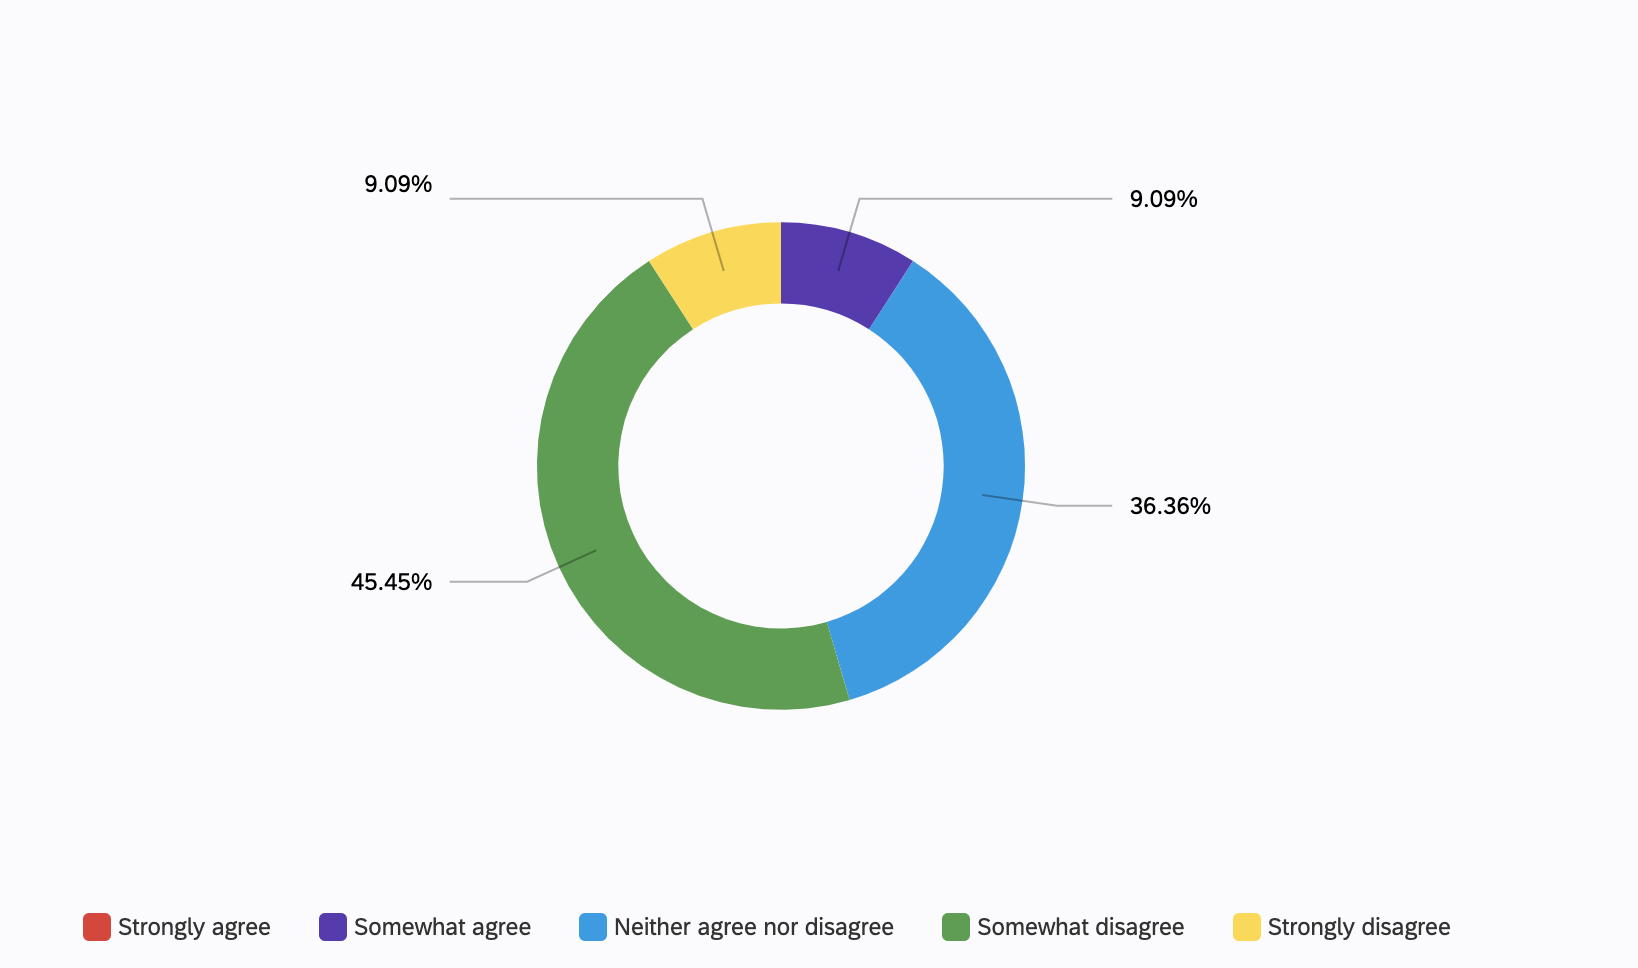 9.09%
9.09%
36.36%
45.45%
Strongly agree
Somewhat agree
Neither agree nor disagree
Somewhat disagree
Strongly disagree